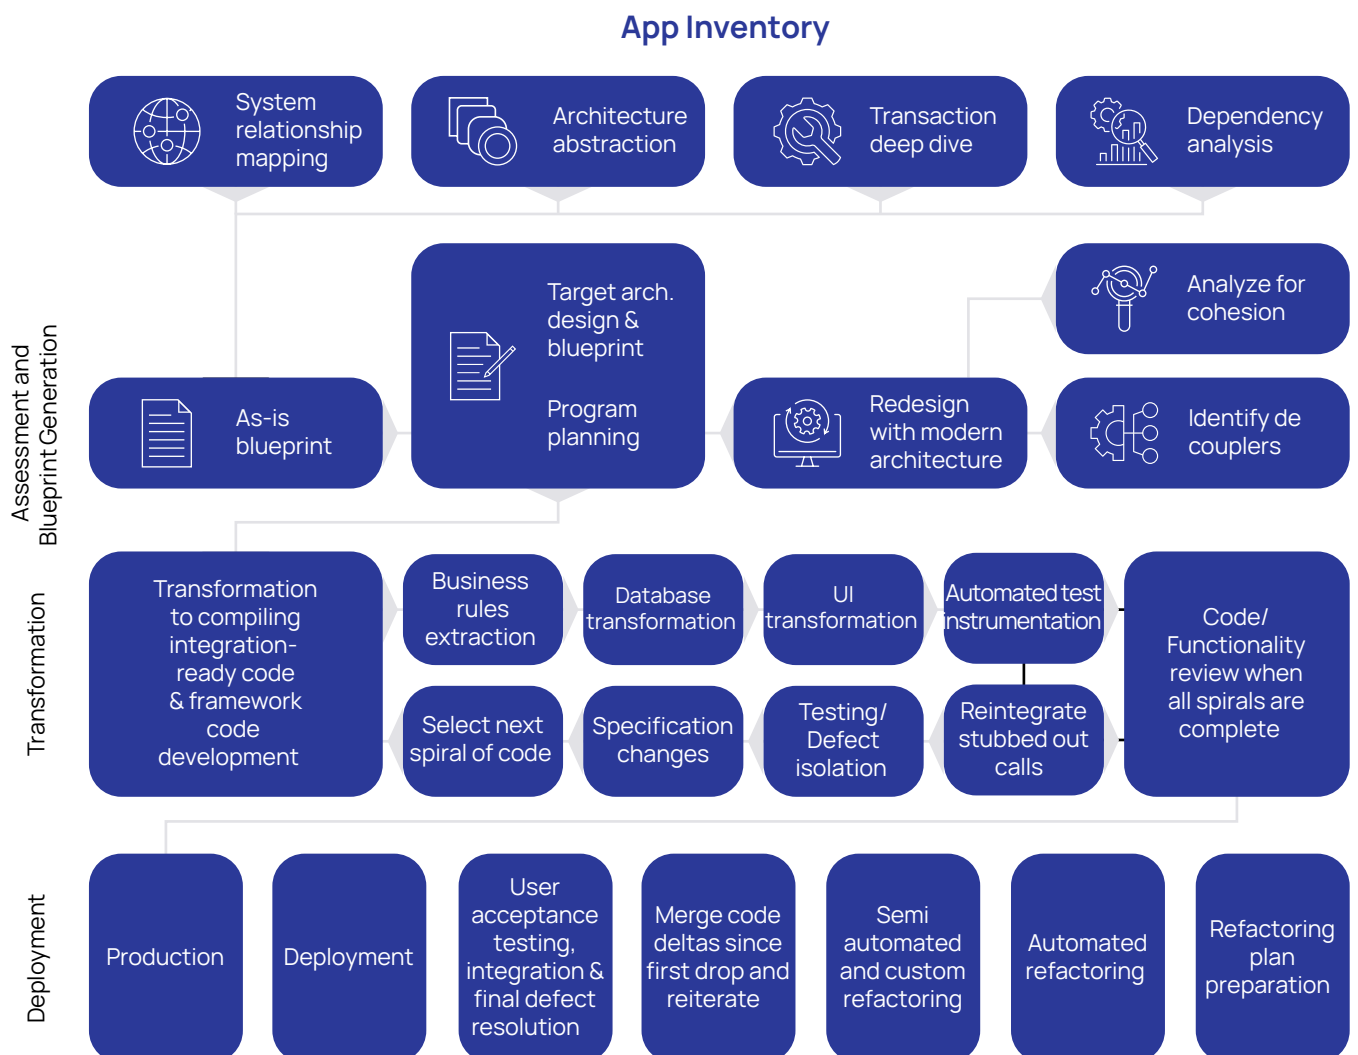 App Inventory
System
relationship
mapping
Architecture
abstraction
Transaction
deep dive
Dependency
analysis
Assessment and
Blueprint Generation
As-is
blueprint
Target arch.
design &
blueprint
Program
planning
Redesign
with modern
architecture
Analyze for
cohesion
Identify de
couplers
Transformation
Transformation
to compiling
integration-
ready code
& framework
code
development
Business
rules
extraction
Database
transformation
UI
transformation
Automated test
instrumentation
Code/
Functionality
review when
all spirals are
complete
Select next
spiral of code
Specification
changes
Testing/
Defect
isolation
Reintegrate
stubbed out
calls
Deployment
Production
Deployment
User
acceptance
testing,
integration &
final defect
resolution
Merge code
deltas since
first drop and
reiterate
Semi
automated
and custom
refactoring
Automated
refactoring
Refactoring
plan
preparation